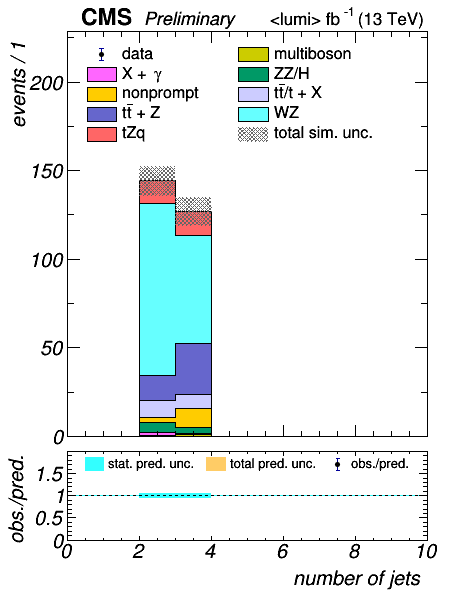 CMS Preliminary <lumi> fb⁻¹ (13 TeV)
events / 1
data
multiboson
X + γ
ZZ/H
nonprompt
tt̄/t + X
tt̄ + Z
WZ
tZq
total sim. unc.
200
150
100
50
0
obs./pred.
stat. pred. unc.
total pred. unc.
obs./pred.
1.5
1
0.5
0
0 2 4 6 8 10
number of jets